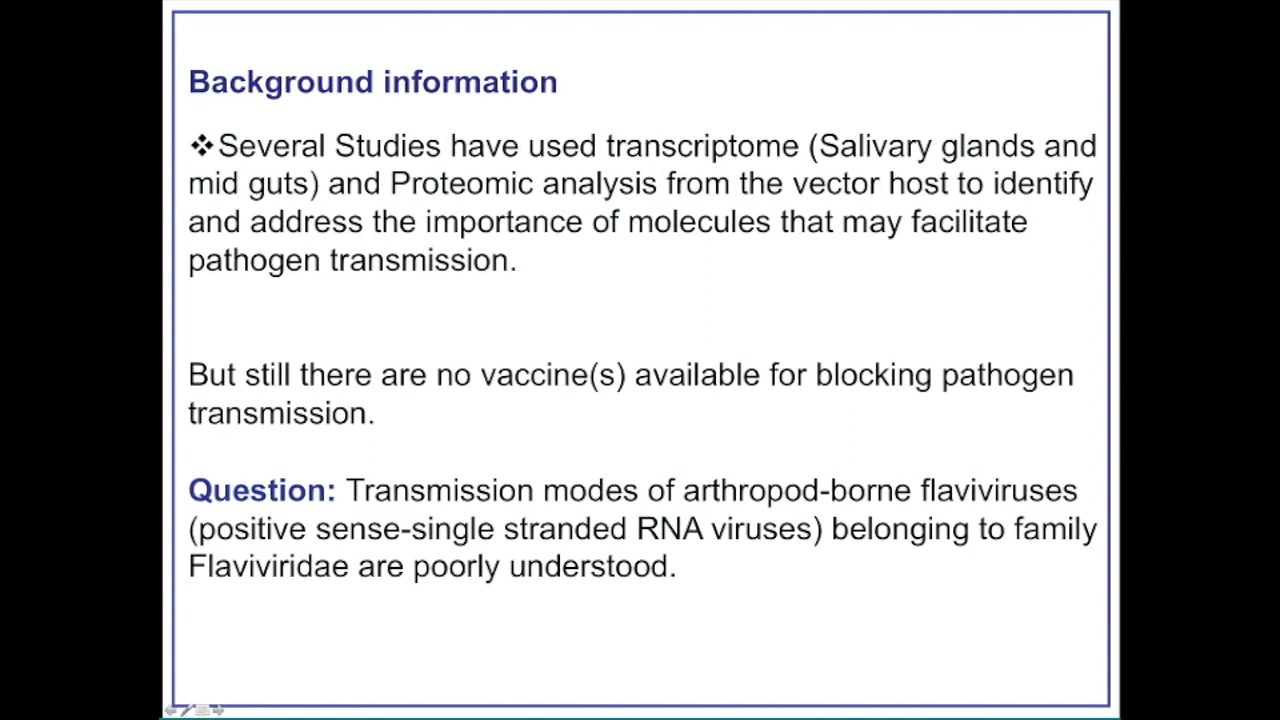 Background information
❖Several Studies have used transcriptome (Salivary glands and
mid guts) and Proteomic analysis from the vector host to identify
and address the importance of molecules that may facilitate
pathogen transmission.
But still there are no vaccine(s) available for blocking pathogen
transmission.
Question: Transmission modes of arthropod-borne flaviviruses
(positive sense-single stranded RNA viruses) belonging to family
Flaviviridae are poorly understood.